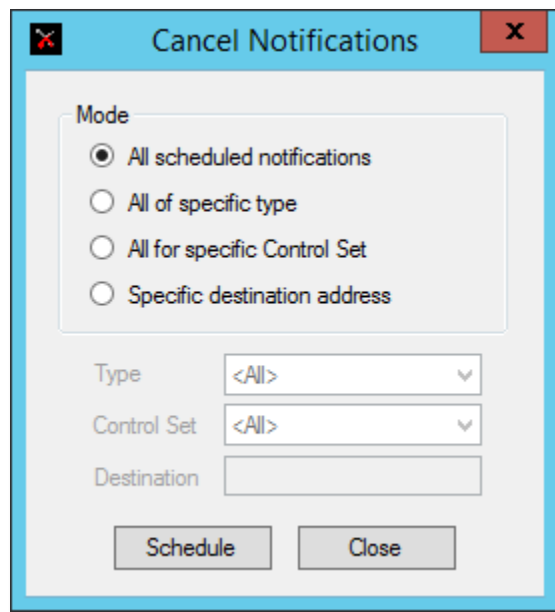 Cancel Notifications
Mode
All scheduled notifications
All of specific type
All for specific Control Set
Specific destination address
Type <All>
Control Set <All>
Destination
Schedule Close